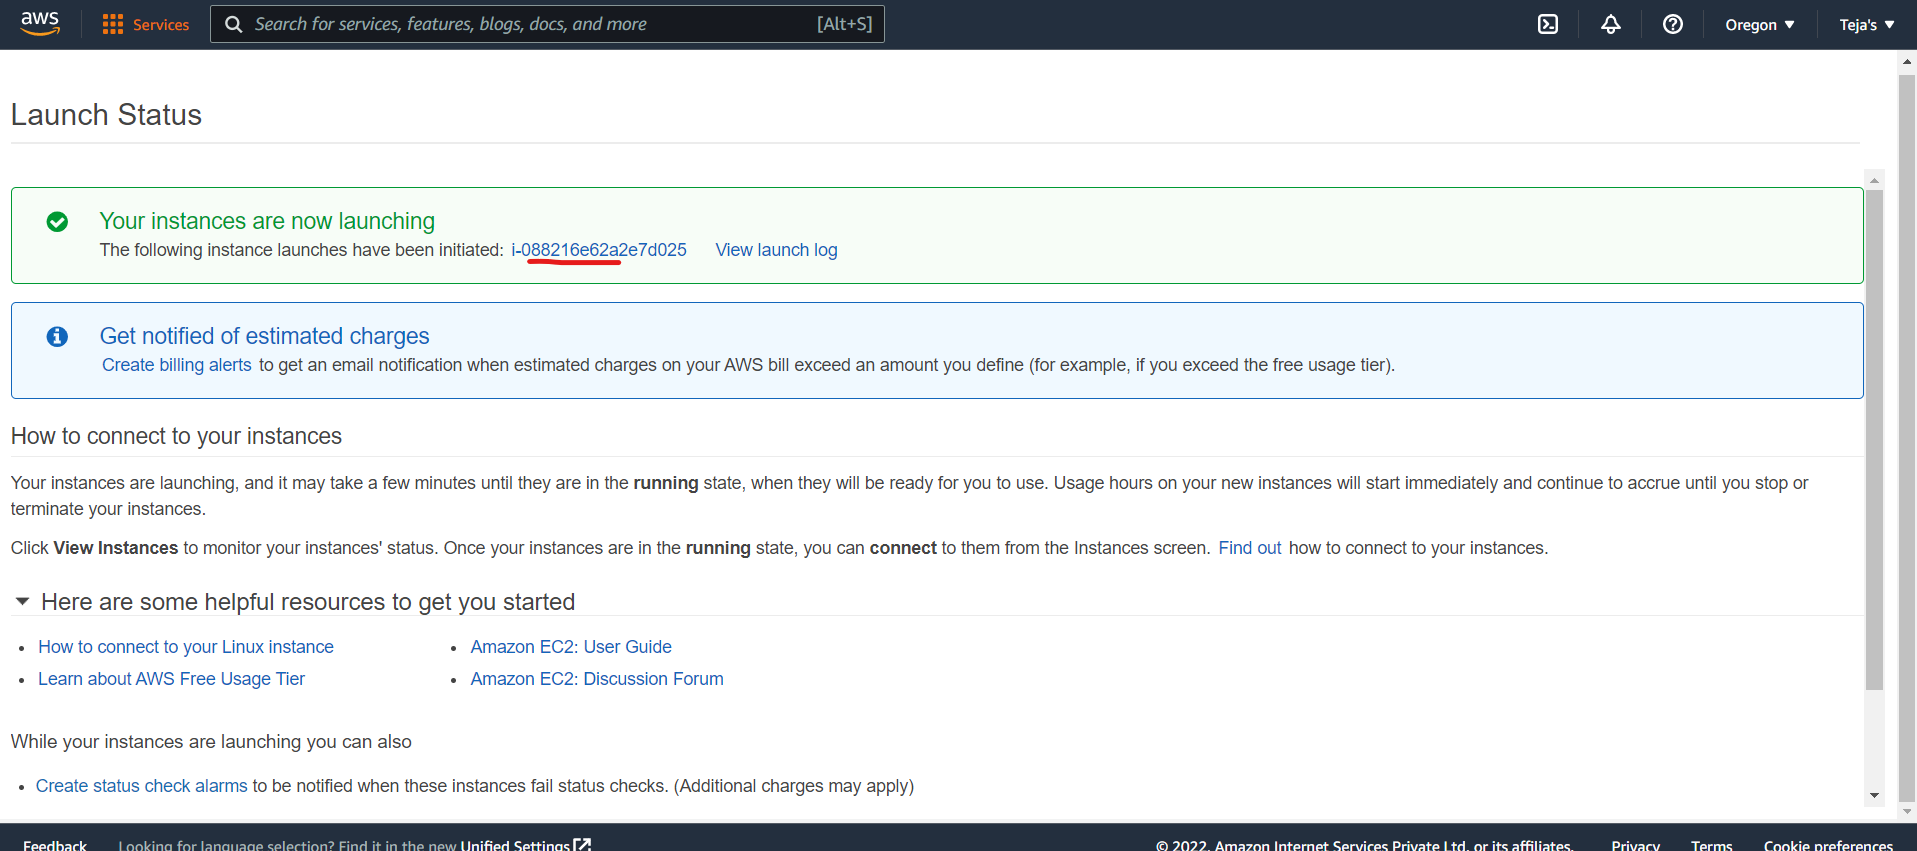 aws Services Search for services, features, blogs, docs, and more [Alt+S] Oregon Teja's
Launch Status
Your instances are now launching
The following instance launches have been initiated: i-088216e62a2e7d025 View launch log
Get notified of estimated charges
Create billing alerts to get an email notification when estimated charges on your AWS bill exceed an amount you define (for example, if you exceed the free usage tier).
How to connect to your instances
Your instances are launching, and it may take a few minutes until they are in the running state, when they will be ready for you to use. Usage hours on your new instances will start immediately and continue to accrue until you stop or
terminate your instances.
Click View Instances to monitor your instances' status. Once your instances are in the running state, you can connect to them from the Instances screen. Find out how to connect to your instances.
Here are some helpful resources to get you started
• How to connect to your Linux instance • Amazon EC2: User Guide
• Learn about AWS Free Usage Tier • Amazon EC2: Discussion Forum
While your instances are launching you can also
• Create status check alarms to be notified when these instances fail status checks. (Additional charges may apply)
Feedback Looking for language selection? Find it in the new Unified Settings © 2022, Amazon Internet Services Private Ltd. or its affiliates. Privacy Terms Cookie preferences